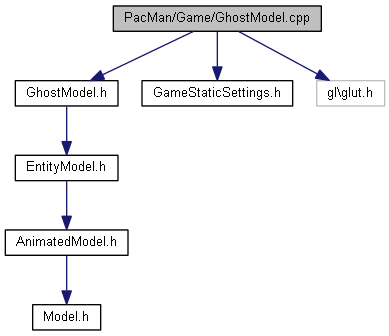 PacMan/Game/GhostModel.cpp
GhostModel.h
GameStaticSettings.h
gl\glut.h
EntityModel.h
AnimatedModel.h
Model.h